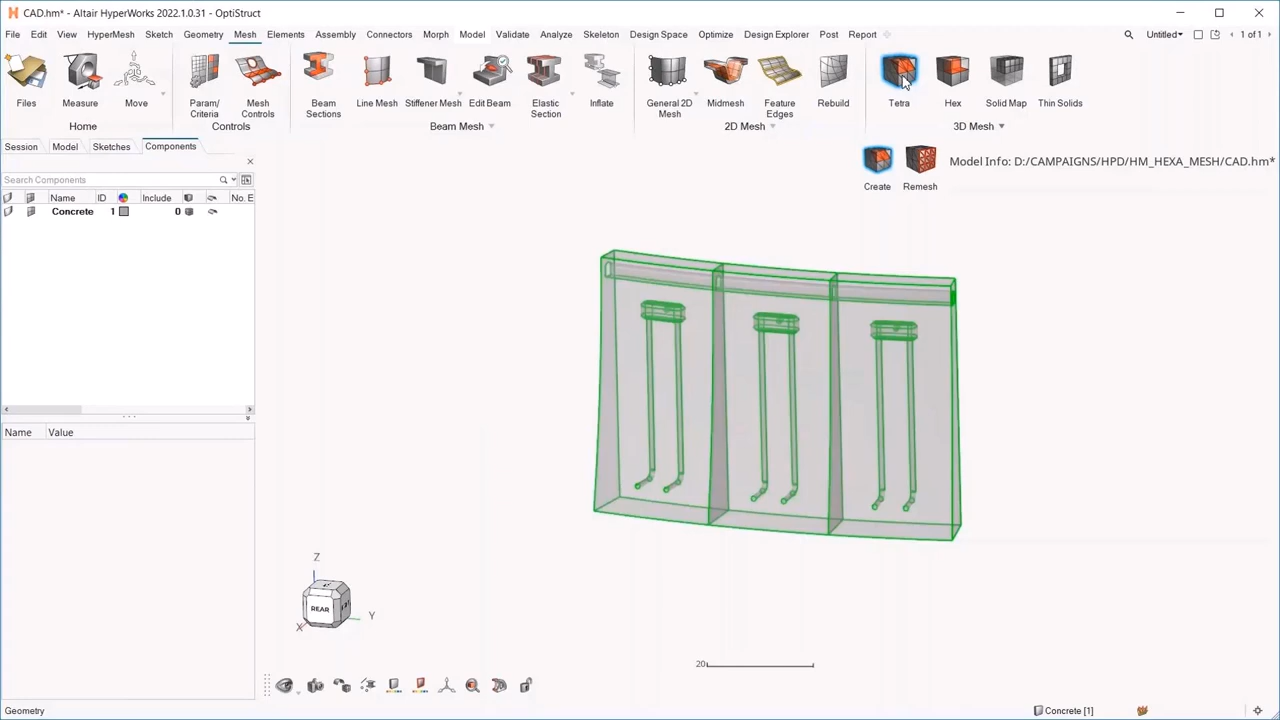 CAD.hm* - Altair HyperWorks 2022.1.0.31 - OptiStruct
File Edit View HyperMesh Sketch Geometry Mesh Elements Assembly Connectors Morph Model Validate Analyze Skeleton Design Space Optimize Design Explorer Post Report Untitled 1 of 1
Files Measure Move Param/ Criteria Mesh Controls Beam Sections Line Mesh Stiffener Mesh Edit Beam Elastic Section Inflate General 2D Mesh Midmesh Feature Edges Rebuild Tetra Hex Solid Map Thin Solids
Home Controls Beam Mesh 2D Mesh 3D Mesh
Session Model Sketches Components
Create Remesh Model Info: D:/CAMPAIGNS/HPD/HM_HEXA_MESH/CAD.hm*
Search Components
Name ID Include No. E
Concrete 1 0
Name Value
Z
REAR
Y
X
20
Geometry Concrete [1]